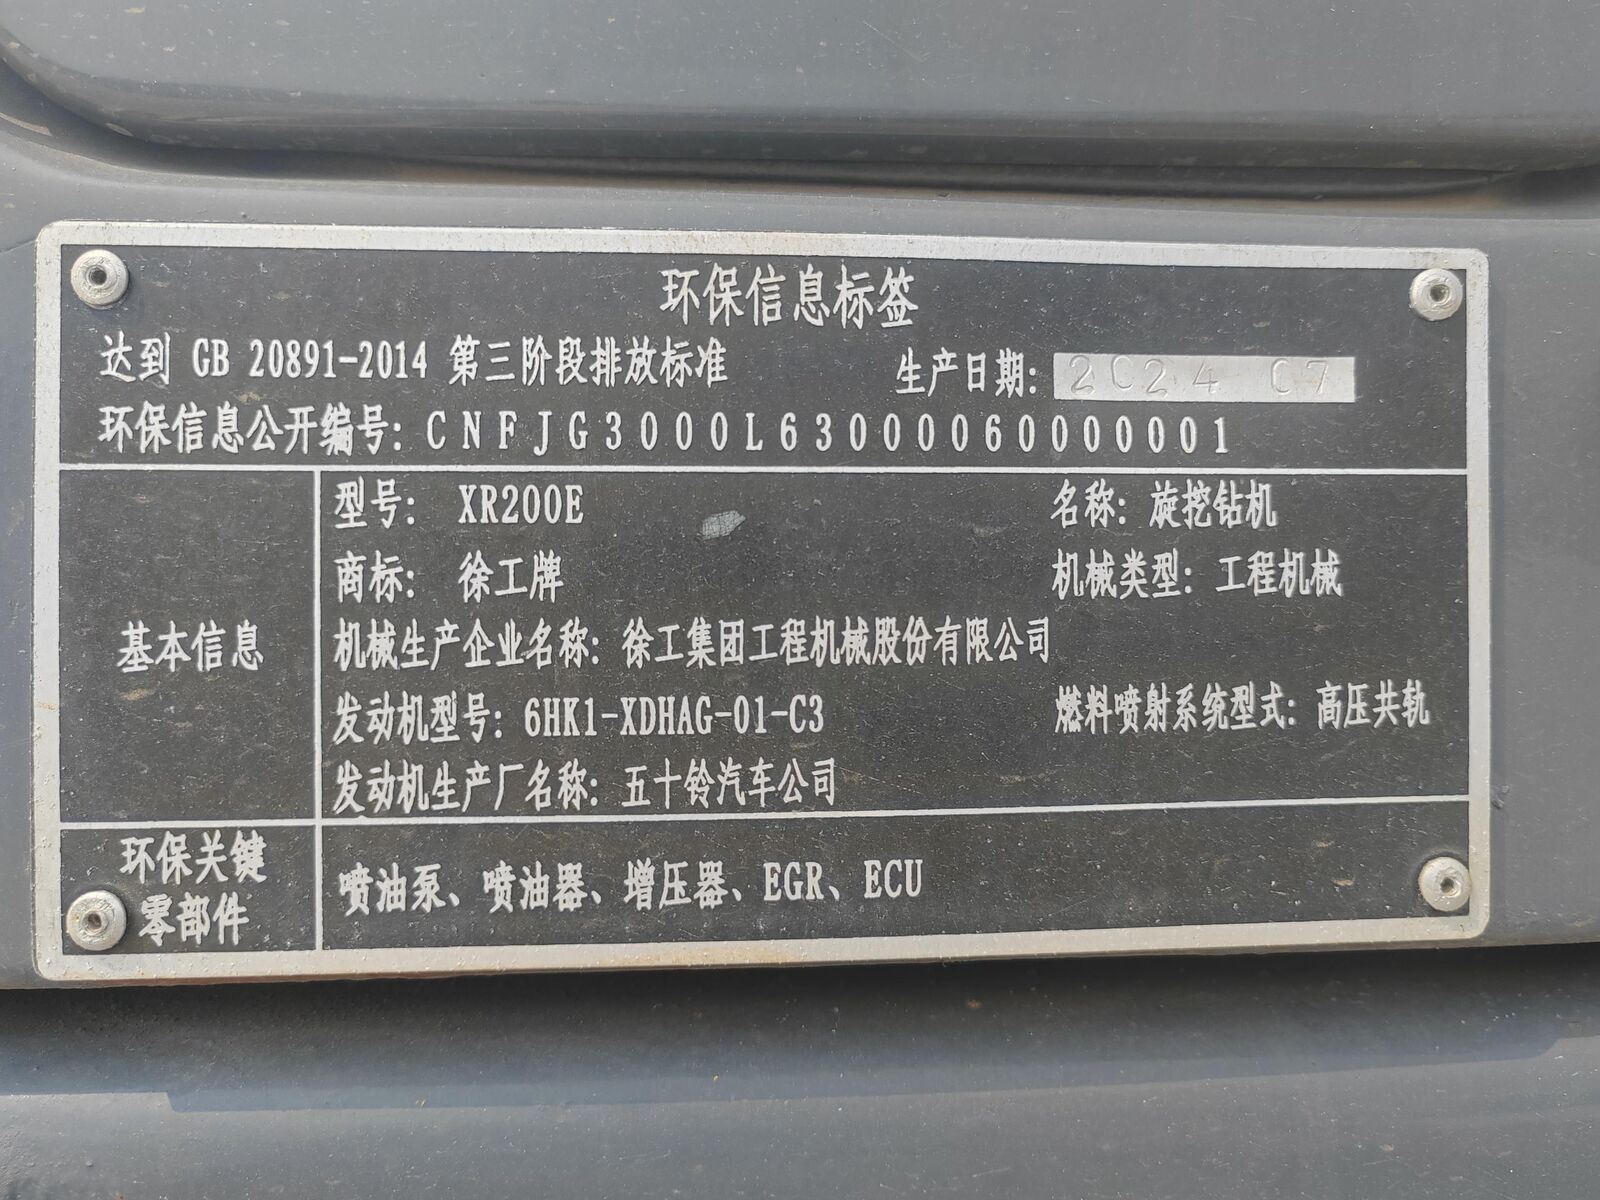 环保信息标签
达到 GB 20891-2014 第三阶段排放标准 生产日期: 2024 07
环保信息公开编号: CNFJG3000L63000060000001
基本信息
型号: XR200E 名称: 旋挖钻机
商标: 徐工牌 机械类型: 工程机械
机械生产企业名称: 徐工集团工程机械股份有限公司
发动机型号: 6HK1-XDHAG-01-C3 燃料喷射系统型式: 高压共轨
发动机生产厂名称: 五十铃汽车公司
环保关键
零部件
喷油泵、喷油器、增压器、EGR、ECU